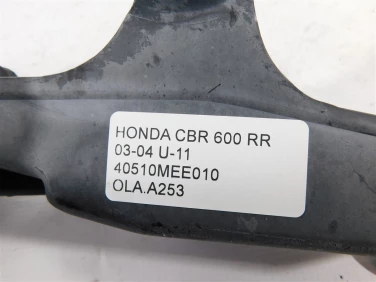 HONDA CBR 600 RR
03-04 U-11
40510MEE010
OLA.A253